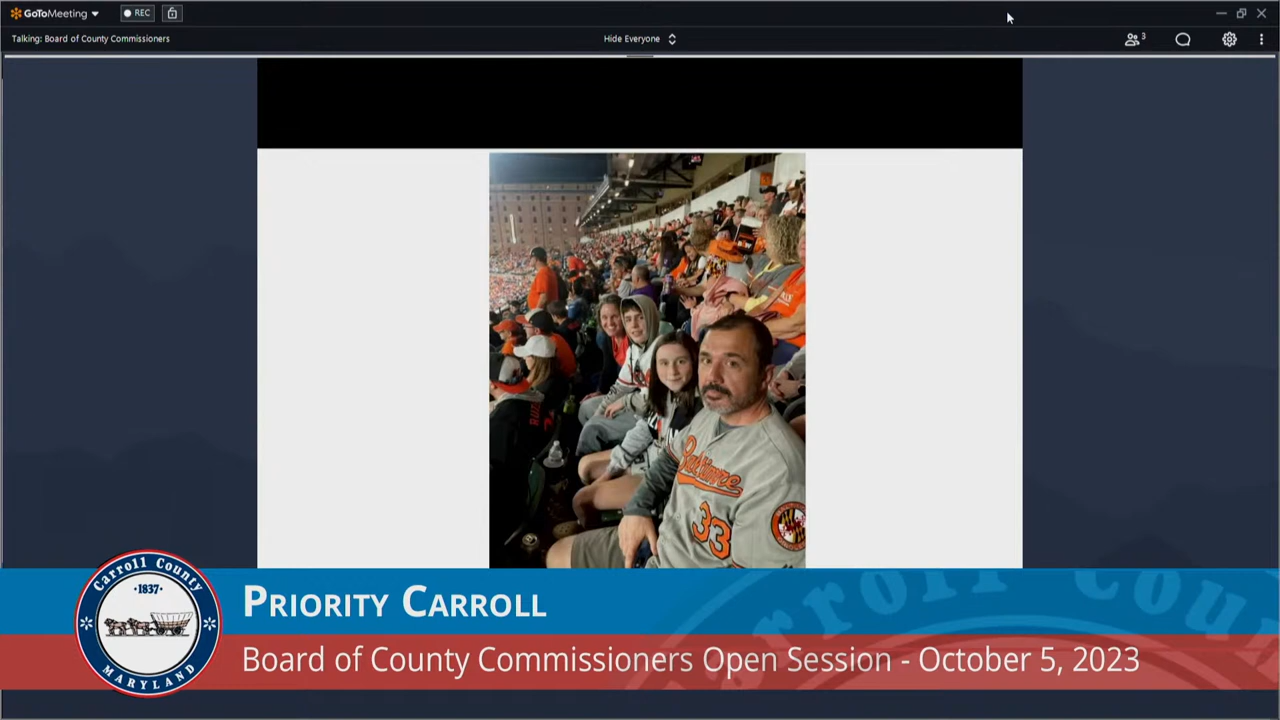 GoToMeeting
REC
Talking: Board of County Commissioners
Hide Everyone
3
Baltimore
33
Carroll County
·1837·
MARYLAND
PRIORITY CARROLL
Board of County Commissioners Open Session - October 5, 2023